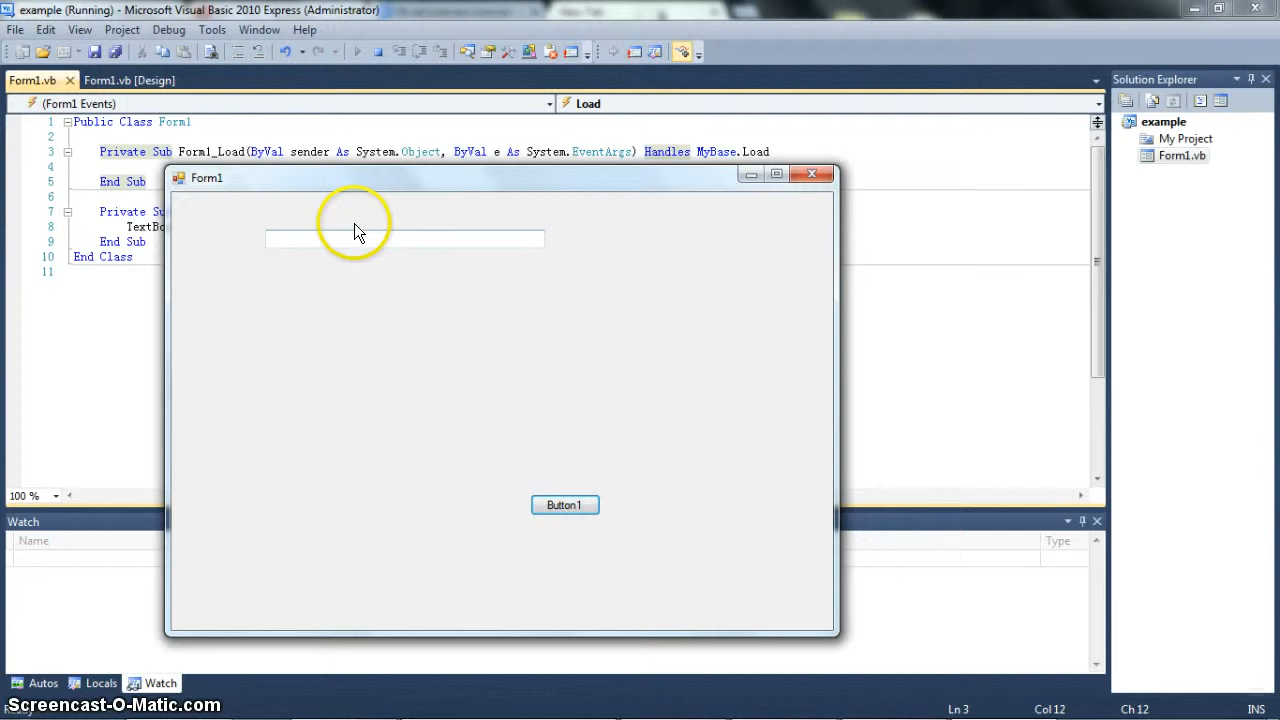 example (Running) - Microsoft Visual Basic 2010 Express (Administrator)
File Edit View Project Debug Tools Window Help
Form1.vb Form1.vb [Design] Solution Explorer
(Form1 Events) Load
example
My Project
Form1.vb
1 Public Class Form1
2
3 Private Sub Form1_Load(ByVal sender As System.Object, ByVal e As System.EventArgs) Handles MyBase.Load
4
5 End Sub
6
7 Private Su
8 TextBo
9 End Sub
10 End Class
11
Form1
Button1
100 %
Watch
Name Type
Autos Locals Watch
Ln 3 Col 12 Ch 12 INS
Screencast-O-Matic.com